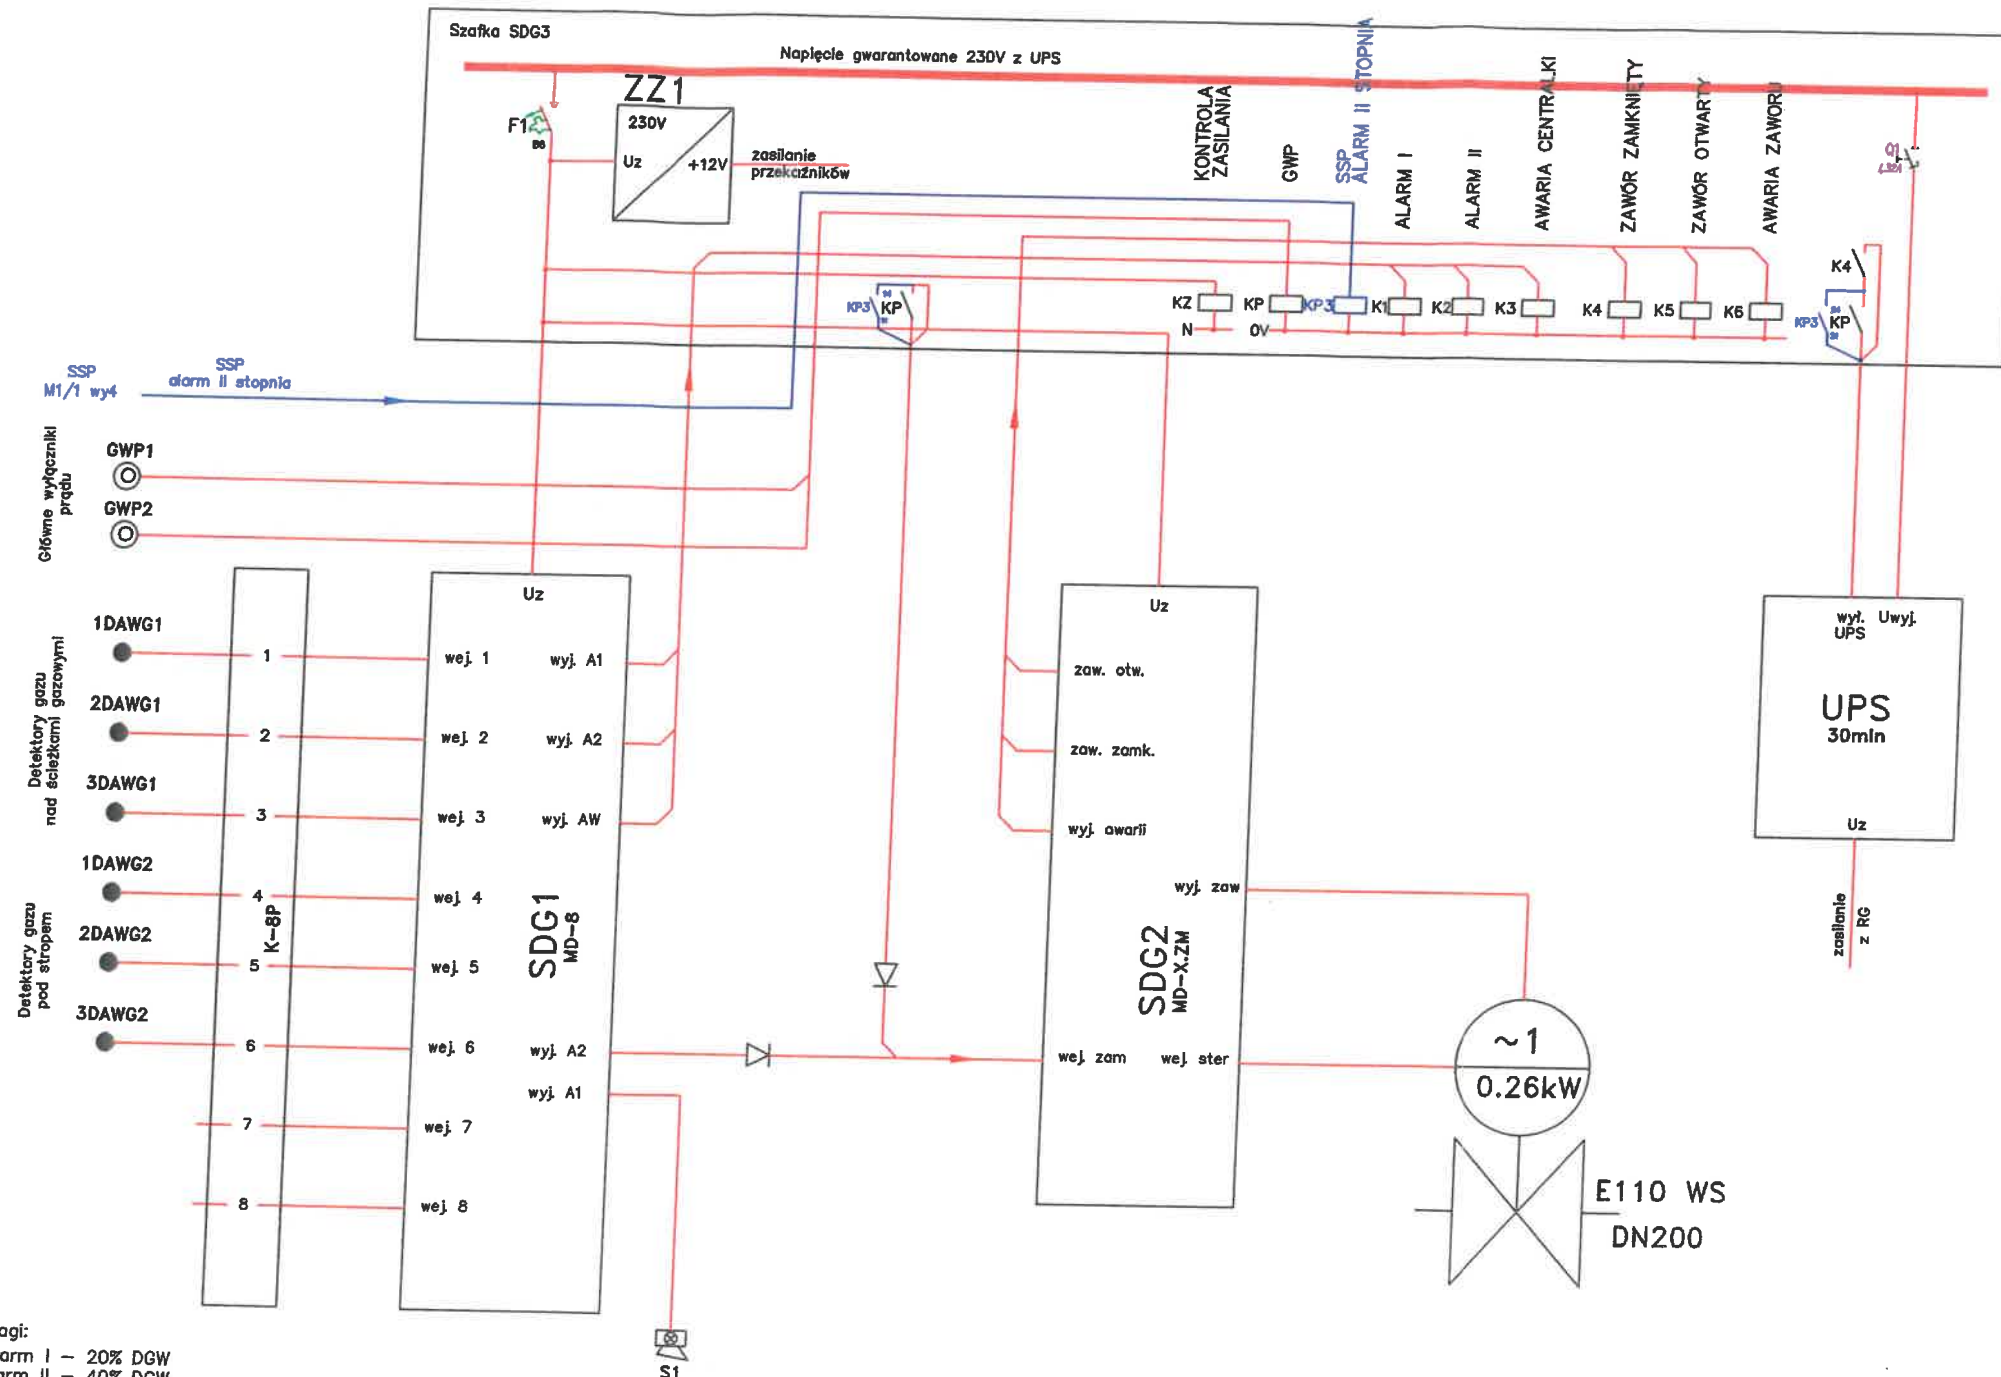 Szafka SDG3
Napięcie gwarantowane 230V z UPS
ZZ1
230V
Uz
+12V
F1
B6
zasilanie
przekaźników
KONTROLA
ZASILANIA
GWP
SSP
ALARM II STOPNIA
ALARM I
ALARM II
AWARIA CENTRALKI
ZAWÓR ZAMKNIĘTY
ZAWÓR OTWARTY
AWARIA ZAWORU
Q1
K4
KP3
KP
KZ
KP
KP3
K1
K2
K3
K4
K5
K6
KP3
KP
N
0V
SSP
M1/1 wy4
SSP
alarm II stopnia
Główne wyłączniki
prądu
GWP1
GWP2
Detektory gazu
nad ścieżkami gazowymi
1DAWG1
2DAWG1
3DAWG1
Detektory gazu
pod stropem
1DAWG2
2DAWG2
3DAWG2
1
2
3
4
5
6
7
8
K-8P
Uz
wej. 1
wej. 2
wej. 3
wej. 4
wej. 5
wej. 6
wej. 7
wej. 8
wyj. A1
wyj. A2
wyj. AW
SDG1
MD-8
wyj. A2
wyj. A1
S1
Uz
zaw. otw.
zaw. zamk.
wyj. awarii
wyj. zaw
SDG2
MD-X.ZM
wej. zam
wej. ster
~1
0.26kW
E110 WS
DN200
wył.
UPS
Uwyj.
UPS
30min
Uz
zasilanie
z RG
agi:
arm I - 20% DGW
arm II - 40% DGW